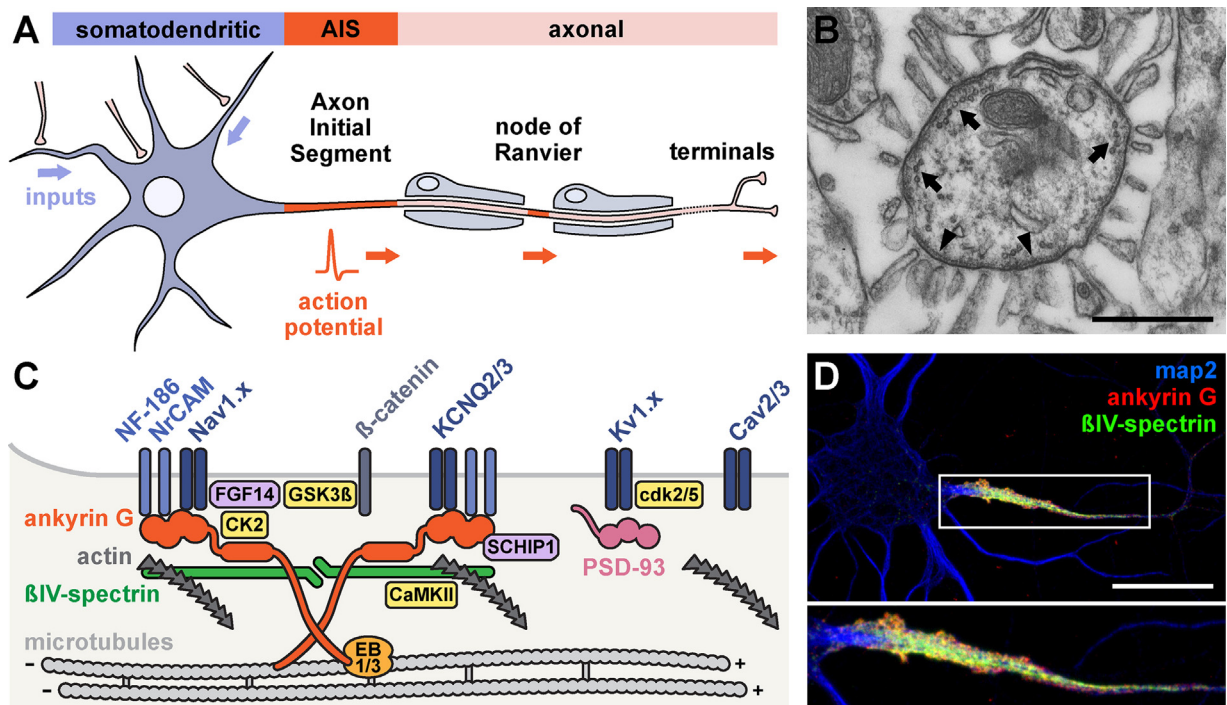 A
somatodendritic
AIS
axonal
Axon
Initial
Segment
node of
Ranvier
terminals
inputs
action
potential
B
C
NF-186
NrCAM
Nav1.x
ß-catenin
KCNQ2/3
Kv1.x
Cav2/3
FGF14
GSK3ß
cdk2/5
ankyrin G
CK2
SCHIP1
actin
PSD-93
ßIV-spectrin
CaMKII
microtubules
EB
1/3
-
+
-
+
D
map2
ankyrin G
ßIV-spectrin